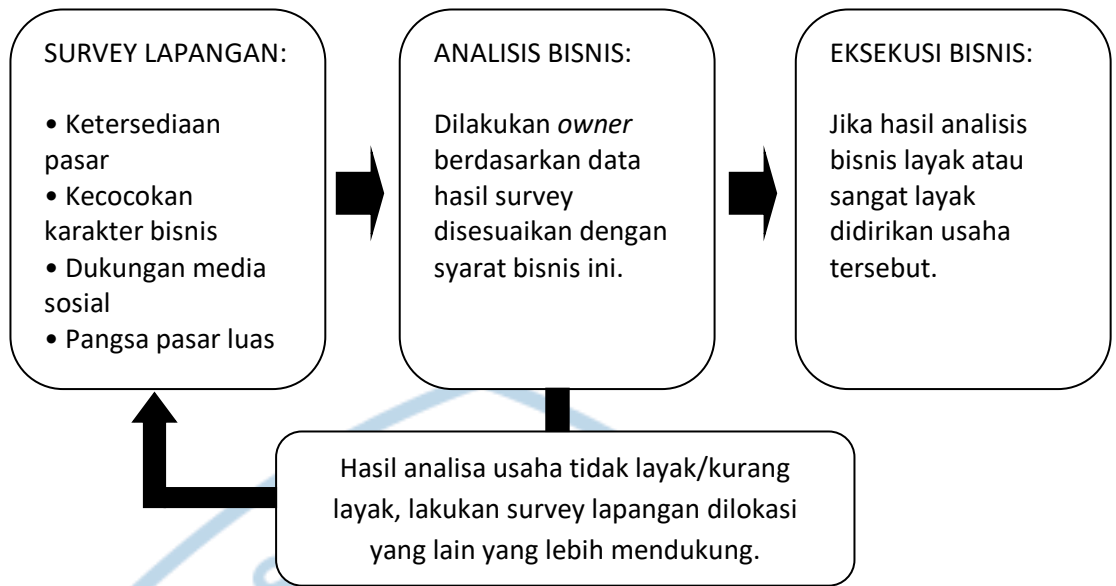 SURVEY LAPANGAN:
• Ketersediaan
pasar
• Kecocokan
karakter bisnis
• Dukungan media
sosial
• Pangsa pasar luas
ANALISIS BISNIS:
Dilakukan owner
berdasarkan data
hasil survey
disesuaikan dengan
syarat bisnis ini.
EKSEKUSI BISNIS:
Jika hasil analisis
bisnis layak atau
sangat layak
didirikan usaha
tersebut.
Hasil analisa usaha tidak layak/kurang
layak, lakukan survey lapangan dilokasi
yang lain yang lebih mendukung.